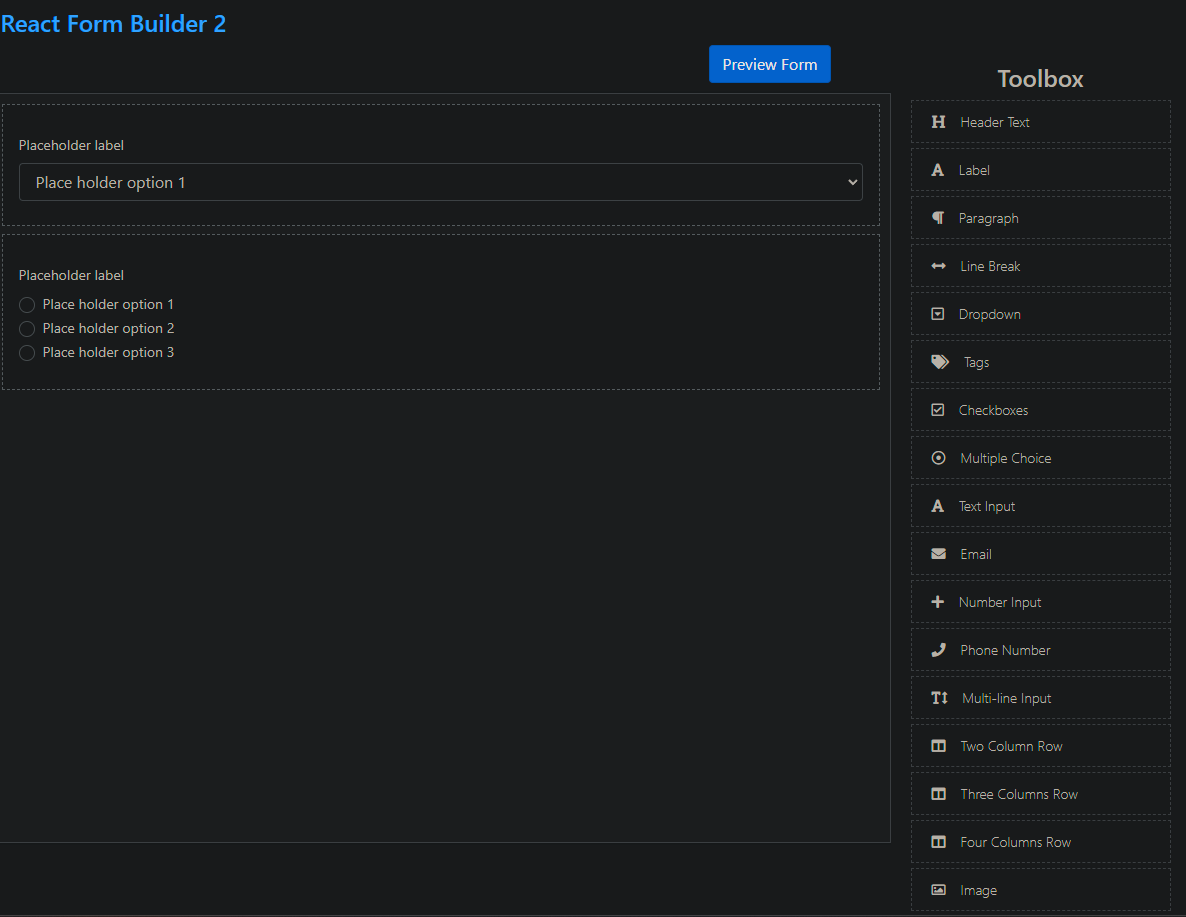 React Form Builder 2
Preview Form
Placeholder label
Place holder option 1
Placeholder label
Place holder option 1
Place holder option 2
Place holder option 3
Toolbox
Header Text
Label
Paragraph
Line Break
Dropdown
Tags
Checkboxes
Multiple Choice
Text Input
Email
Number Input
Phone Number
Multi-line Input
Two Column Row
Three Columns Row
Four Columns Row
Image